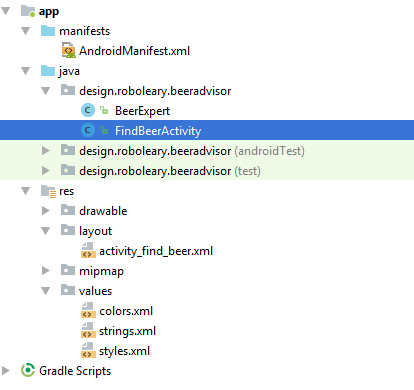 app
manifests
AndroidManifest.xml
java
design.roboleary.beeradvisor
BeerExpert
FindBeerActivity
design.roboleary.beeradvisor (androidTest)
design.roboleary.beeradvisor (test)
res
drawable
layout
activity_find_beer.xml
mipmap
values
colors.xml
strings.xml
styles.xml
Gradle Scripts